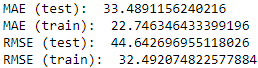 MAE (test):  33.4891156240216
MAE (train):  22.746346433399196
RMSE (test):  44.642696955118026
RMSE (train):  32.492074822577884